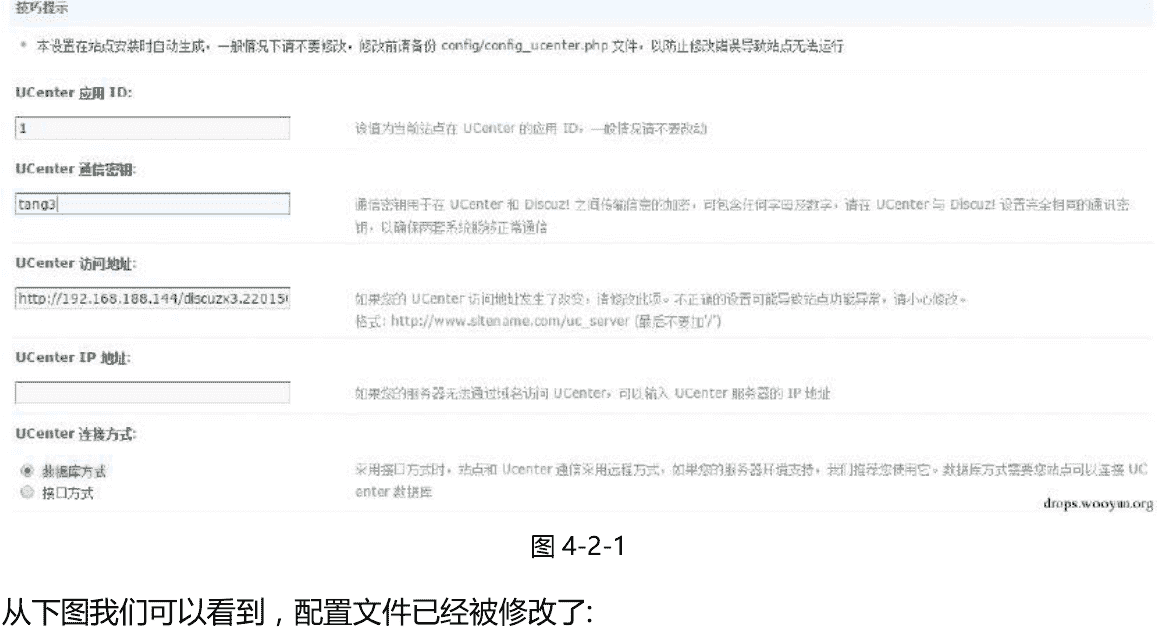 技巧提示
本设置在站点安装时自动生成，一般情况下请不要修改，修改前请备份 config/config_ucenter.php 文件，以防止修改错误导致站点无法运行
UCenter 应用 ID:
1
该值为当前站点在 UCenter 的应用 ID，一般情况请不要改动
UCenter 通信密钥:
tang3
通信密钥用于在 UCenter 和 Discuz! 之间传输信息的加密，可包含任何字母及数字，请在 UCenter 与 Discuz! 设置完全相同的通讯密
钥，以确保两套系统能够正常通信
UCenter 访问地址:
http://192.168.188.144/discuzx3.22015(
如果您的 UCenter 访问地址发生了改变，请修改此项。不正确的设置可能导致站点功能异常，请小心修改。
格式: http://www.sitename.com/uc_server (最后不要加'/')
UCenter IP 地址:
如果您的服务器无法通过域名访问 UCenter，可以输入 UCenter 服务器的 IP 地址
UCenter 连接方式:
数据库方式
接口方式
采用接口方式时，站点和 Ucenter 通信采用远程方式，如果您的服务器环境支持，我们推荐您使用它。数据库方式需要您站点可以连接 UC
enter 数据库
drops.wooyun.org
图 4-2-1
从下图我们可以看到，配置文件已经被修改了: